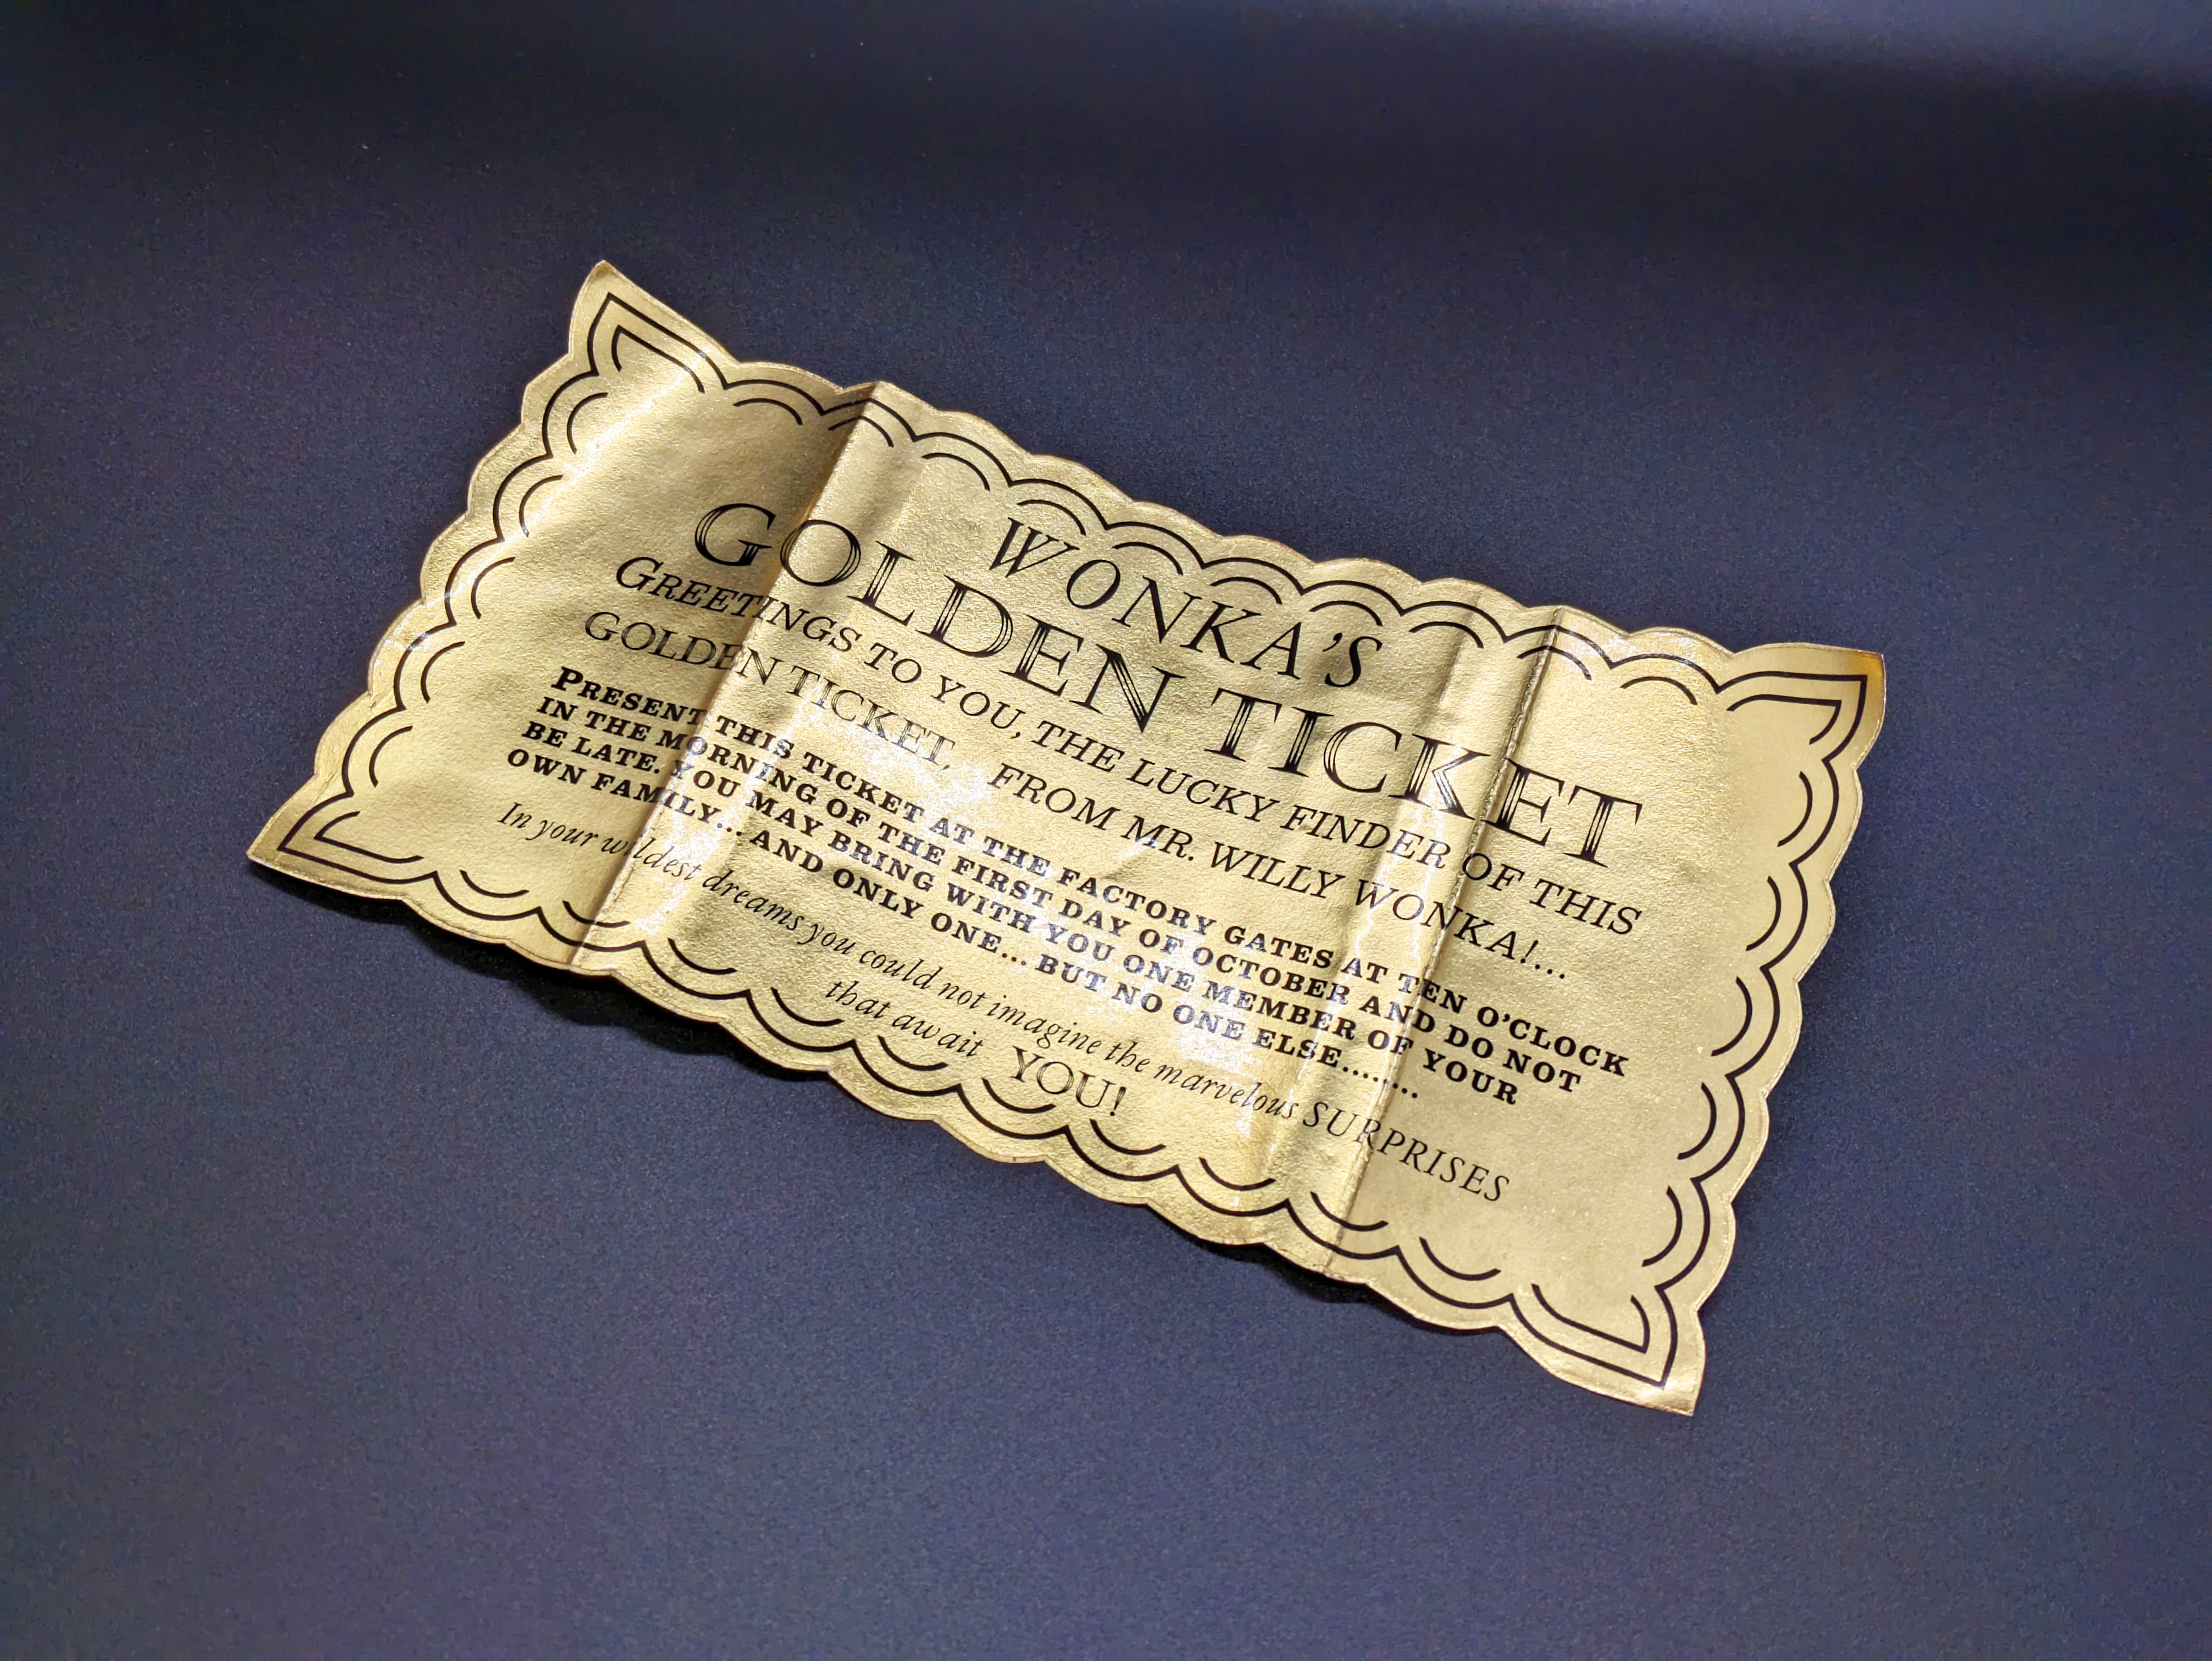 WONKA'S
GOLDEN TICKET
GREETINGS TO YOU, THE LUCKY FINDER OF THIS
GOLDEN TICKET, FROM MR. WILLY WONKA!...
PRESENT THIS TICKET AT THE FACTORY GATES AT TEN O'CLOCK
IN THE MORNING OF THE FIRST DAY OF OCTOBER AND DO NOT
BE LATE. YOU MAY BRING WITH YOU ONE MEMBER OF YOUR
OWN FAMILY... AND ONLY ONE... BUT NO ONE ELSE........
In your wildest dreams you could not imagine the marvelous SURPRISES
that await YOU!